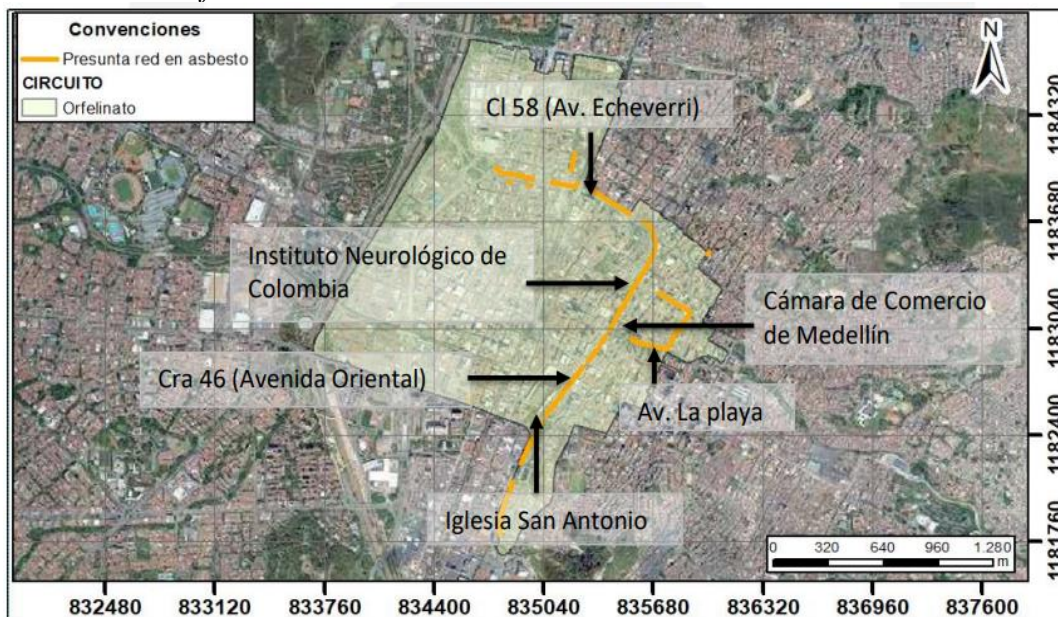 Convenciones
Presunta red en asbesto
CIRCUITO
Orfelinato
N
Cl 58 (Av. Echeverri)
Instituto Neurológico de
Colombia
Cámara de Comercio
de Medellín
Cra 46 (Avenida Oriental)
Av. La playa
Iglesia San Antonio
0 320 640 960 1.280
m
1184320
1183680
1183040
1182400
1181760
832480 833120 833760 834400 835040 835680 836320 836960 837600